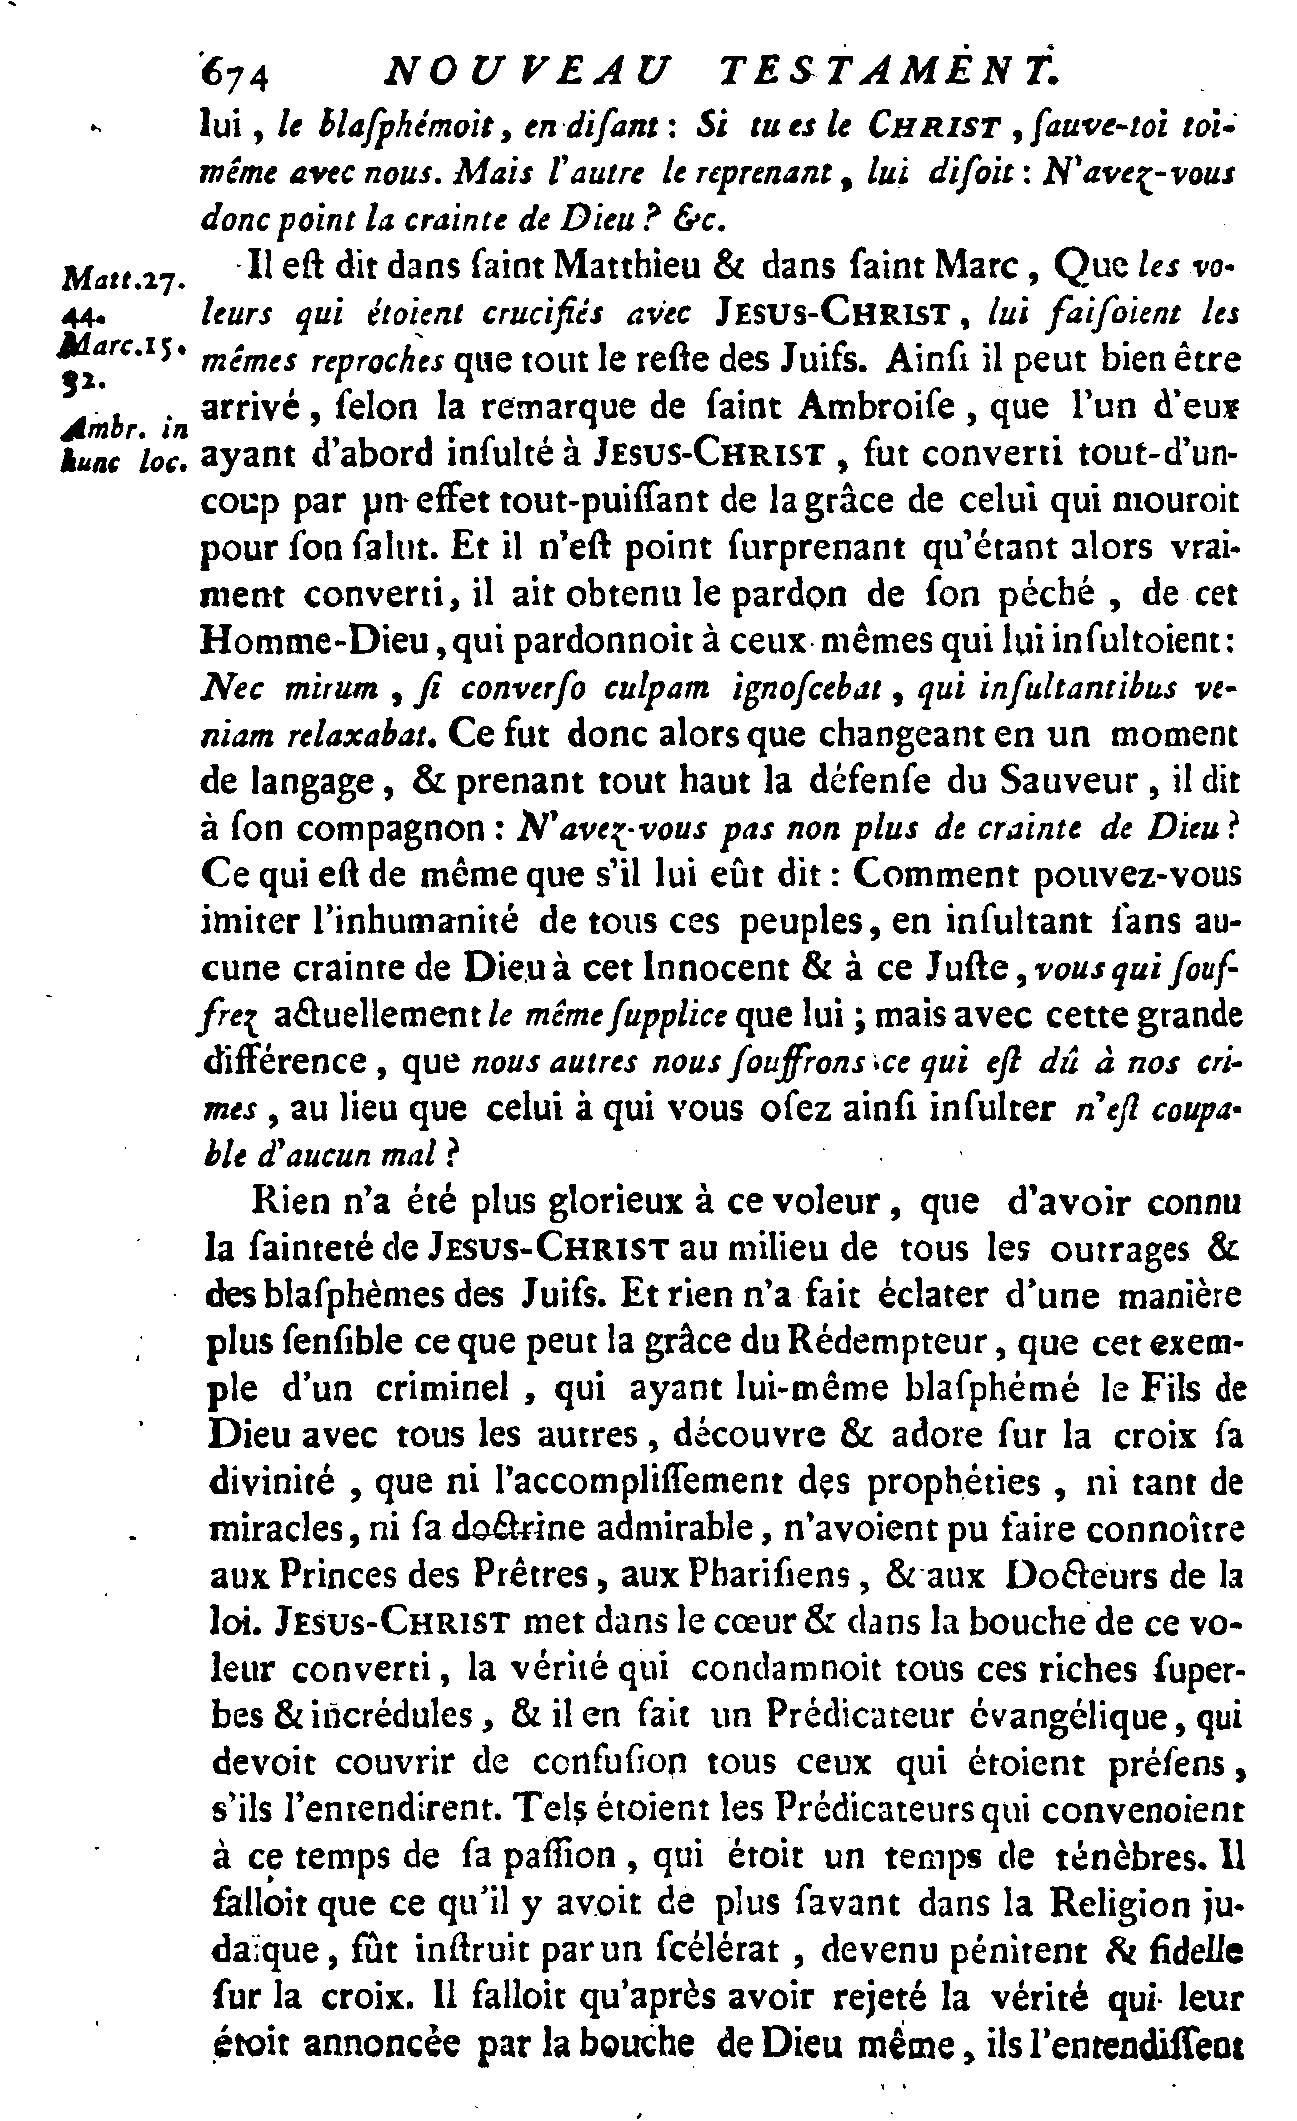 674 NOUVEAU TESTAMENT.
lui, le blaſphémoit, en diſant : Si tu es le CHRIST, ſauve-toi toi-
même avec nous. Mais l'autre le reprenant, lui diſoit : N'avez-vous
donc point la crainte de Dieu ? &c.
Matt. 27.
44.
Marc. 15.
32.
Ambr. in
hunc loc.
Il eſt dit dans ſaint Matthieu & dans ſaint Marc, Que les vo-
leurs qui étoient crucifiés avec JESUS-CHRIST, lui faiſoient les
mêmes reproches que tout le reſte des Juifs. Ainſi il peut bien être
arrivé, ſelon la remarque de ſaint Ambroiſe, que l'un d'eux
ayant d'abord inſulté à JESUS-CHRIST, fut converti tout-d'un-
coup par un effet tout-puiſſant de la grâce de celui qui mouroit
pour ſon ſalut. Et il n'eſt point ſurprenant qu'étant alors vrai-
ment converti, il ait obtenu le pardon de ſon péché, de cet
Homme-Dieu, qui pardonnoit à ceux mêmes qui lui inſultoient :
Nec mirum, ſi converſo culpam ignoſcebat, qui inſultantibus ve-
niam relaxabat. Ce fut donc alors que changeant en un moment
de langage, & prenant tout haut la défenſe du Sauveur, il dit
à ſon compagnon : N'avez-vous pas non plus de crainte de Dieu ?
Ce qui eſt de même que s'il lui eût dit : Comment pouvez-vous
imiter l'inhumanité de tous ces peuples, en inſultant ſans au-
cune crainte de Dieu à cet Innocent & à ce Juſte, vous qui ſouf-
frez actuellement le même ſupplice que lui ; mais avec cette grande
différence, que nous autres nous ſouffrons ce qui eſt dû à nos cri-
mes, au lieu que celui à qui vous oſez ainſi inſulter n'eſt coupa-
ble d'aucun mal ?
Rien n'a été plus glorieux à ce voleur, que d'avoir connu
la ſainteté de JESUS-CHRIST au milieu de tous les outrages &
des blaſphèmes des Juifs. Et rien n'a fait éclater d'une manière
plus ſenſible ce que peut la grâce du Rédempteur, que cet exem-
ple d'un criminel, qui ayant lui-même blaſphémé le Fils de
Dieu avec tous les autres, découvre & adore ſur la croix ſa
divinité, que ni l'accompliſſement des prophéties, ni tant de
miracles, ni ſa doctrine admirable, n'avoient pu faire connoître
aux Princes des Prêtres, aux Phariſiens, & aux Docteurs de la
loi. JESUS-CHRIST met dans le cœur & dans la bouche de ce vo-
leur converti, la vérité qui condamnoit tous ces riches ſuper-
bes & incrédules, & il en fait un Prédicateur évangélique, qui
devoit couvrir de confuſion tous ceux qui étoient préſens,
s'ils l'entendirent. Tels étoient les Prédicateurs qui convenoient
à ce temps de ſa paſſion, qui étoit un temps de ténèbres. Il
falloit que ce qu'il y avoit de plus ſavant dans la Religion ju-
daïque, fût inſtruit par un ſcélérat, devenu pénitent & fidelle
ſur la croix. Il falloit qu'après avoir rejeté la vérité qui leur
étoit annoncée par la bouche de Dieu même, ils l'entendiſſent